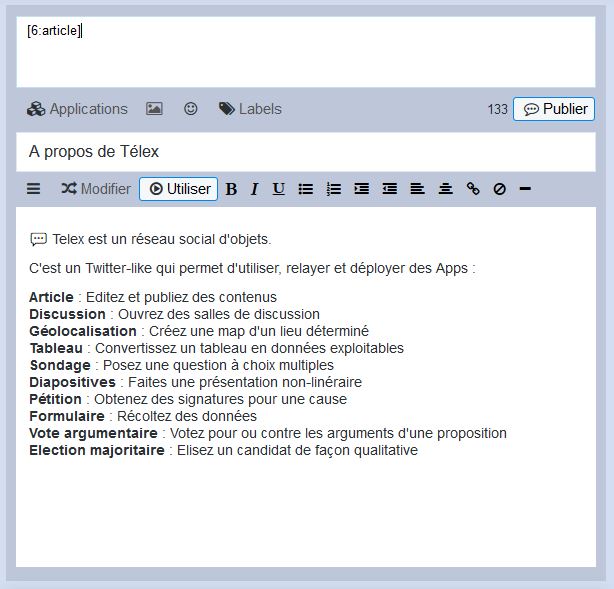 [6:article]
Applications Labels 133 Publier
A propos de Télex
Modifier Utiliser B I U
Telex est un réseau social d'objets.
C'est un Twitter-like qui permet d'utiliser, relayer et déployer des Apps :
Article : Editez et publiez des contenus
Discussion : Ouvrez des salles de discussion
Géolocalisation : Créez une map d'un lieu déterminé
Tableau : Convertissez un tableau en données exploitables
Sondage : Posez une question à choix multiples
Diapositives : Faites une présentation non-linéraire
Pétition : Obtenez des signatures pour une cause
Formulaire : Récoltez des données
Vote argumentaire : Votez pour ou contre les arguments d'une proposition
Election majoritaire : Elisez un candidat de façon qualitative